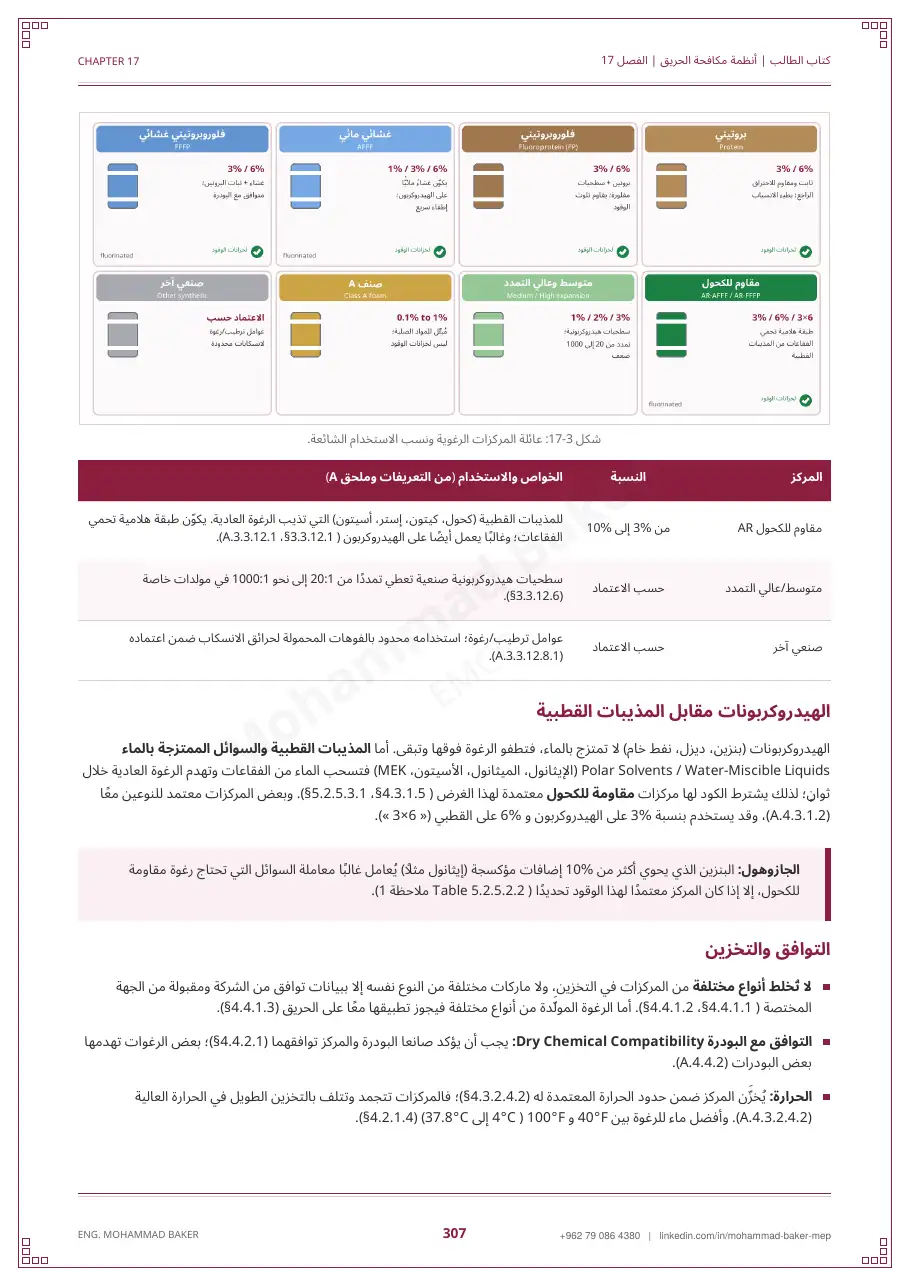 كتاب الطالب | أنظمة مكافحة الحريق | الفصل 17
CHAPTER 17
بروتيني
Protein
3% / 6%
ثابت ومقاوم للاحتراق
الراجع؛ بطيء الانسياب
لخزانات الوقود
فلوروبروتيني
Fluoroprotein (FP)
3% / 6%
بروتين + سطحيات
مفلورة؛ يقاوم تلوث
الوقود
لخزانات الوقود
غشائي مائي
AFFF
1% / 3% / 6%
يكوّن غشاءً مائيًا
على الهيدروكربون؛
إطفاء سريع
لخزانات الوقود
fluorinated
فلوروبروتيني غشائي
FFFP
3% / 6%
غشاء + ثبات البروتين؛
متوافق مع البودرة
لخزانات الوقود
fluorinated
مقاوم للكحول
AR-AFFF / AR-FFFP
3% / 6% / 3×6
طبقة هلامية تحمي
الفقاعات من المذيبات
القطبية
لخزانات الوقود
fluorinated
متوسط وعالي التمدد
Medium / High expansion
1% / 2% / 3%
سطحيات هيدروكربونية؛
تمدد من 20 إلى 1000
ضعف
صنف A
Class A foam
0.1% to 1%
مُبلّل للمواد الصلبة؛
ليس لخزانات الوقود
صنعي آخر
Other synthetic
الاعتماد حسب
عوامل ترطيب/رغوة
لانسكابات محدودة
شكل 3-17: عائلة المركزات الرغوية ونسب الاستخدام الشائعة.
المركز النسبة الخواص والاستخدام (من التعريفات وملحق A)
مقاوم للكحول AR من 3% إلى 10% للمذيبات القطبية (كحول، كيتون، إستر، أسيتون) التي تذيب الرغوة العادية. يكوّن طبقة هلامية تحمي
الفقاعات؛ وغالبًا يعمل أيضًا على الهيدروكربون ( §3.3.12.1، A.3.3.12.1).
متوسط/عالي التمدد حسب الاعتماد سطحيات هيدروكربونية صنعية تعطي تمددًا من 20:1 إلى نحو 1000:1 في مولدات خاصة
(§3.3.12.6).
صنعي آخر حسب الاعتماد عوامل ترطيب/رغوة؛ استخدامه محدود بالفوهات المحمولة لحرائق الانسكاب ضمن اعتماده
(A.3.3.12.8.1).
الهيدروكربونات مقابل المذيبات القطبية
الهيدروكربونات (بنزين، ديزل، نفط خام) لا تمتزج بالماء، فتطفو الرغوة فوقها وتبقى. أما المذيبات القطبية والسوائل الممتزجة بالماء
Polar Solvents / Water-Miscible Liquids (الإيثانول، الميثانول، الأسيتون، MEK) فتسحب الماء من الفقاعات وتهدم الرغوة العادية خلال
ثوانٍ؛ لذلك يشترط الكود لها مركزات مقاومة للكحول معتمدة لهذا الغرض ( §4.3.1.5، §5.2.5.3.1). وبعض المركزات معتمد للنوعين معًا
(A.4.3.1.2)، وقد يستخدم بنسبة 3% على الهيدروكربون و 6% على القطبي (« 3×6 »).
الجازوهول: البنزين الذي يحوي أكثر من 10% إضافات مؤكسجة (إيثانول مثلًا) يُعامل غالبًا معاملة السوائل التي تحتاج رغوة مقاومة
للكحول، إلا إذا كان المركز معتمدًا لهذا الوقود تحديدًا ( Table 5.2.5.2.2 ملاحظة 1).
التوافق والتخزين
لا تُخلط أنواع مختلفة من المركزات في التخزين، ولا ماركات مختلفة من النوع نفسه إلا ببيانات توافق من الشركة ومقبولة من الجهة
المختصة ( §4.4.1.1، §4.4.1.2). أما الرغوة المولّدة من أنواع مختلفة فيجوز تطبيقها معًا على الحريق (§4.4.1.3).
التوافق مع البودرة Dry Chemical Compatibility: يجب أن يؤكد صانعا البودرة والمركز توافقهما (§4.4.2.1)؛ بعض الرغوات تهدمها
بعض البودرات (A.4.4.2).
الحرارة: يُخزَّن المركز ضمن حدود الحرارة المعتمدة له (§4.3.2.4.2)؛ فالمركزات تتجمد وتتلف بالتخزين الطويل في الحرارة العالية
(A.4.3.2.4.2). وأفضل ماء للرغوة بين 40°F و 100°F ( 4°C إلى 37.8°C) (§4.2.1.4).
Mohammad Baker
ENG. MOHAMMAD BAKER
307
+962 79 086 4380 | linkedin.com/in/mohammad-baker-mep